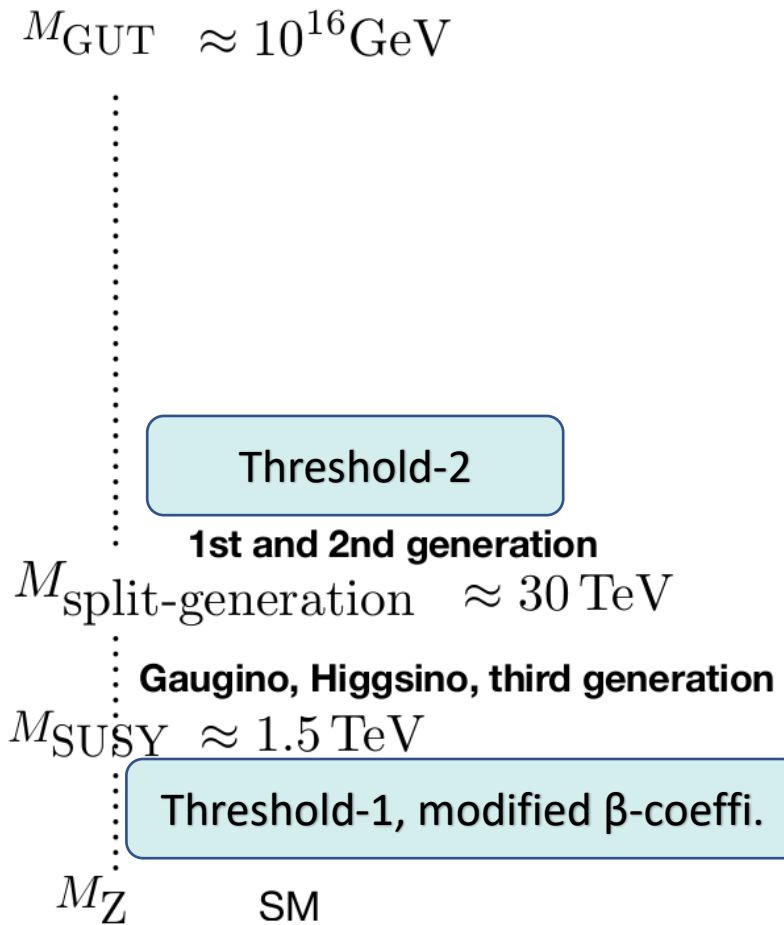 M_GUT ≈ 10^16 GeV
Threshold-2
1st and 2nd generation
M_split-generation ≈ 30 TeV
Gaugino, Higgsino, third generation
M_SUSY ≈ 1.5 TeV
Threshold-1, modified β-coeffi.
M_Z SM